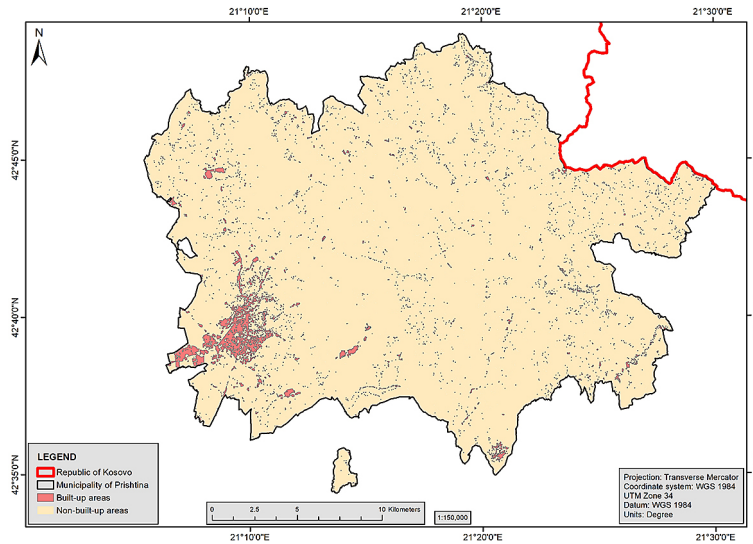 21°10'0"E 21°20'0"E 21°30'0"E
N
42°45'0"N
42°40'0"N
42°35'0"N
LEGEND
Republic of Kosovo
Municipality of Prishtina
Built-up areas
Non-built-up areas
0 2.5 5 10 Kilometers
1:150,000
Projection: Transverse Mercator
Coordinate system: WGS 1984
UTM Zone 34
Datum: WGS 1984
Units: Degree
21°10'0"E 21°20'0"E 21°30'0"E